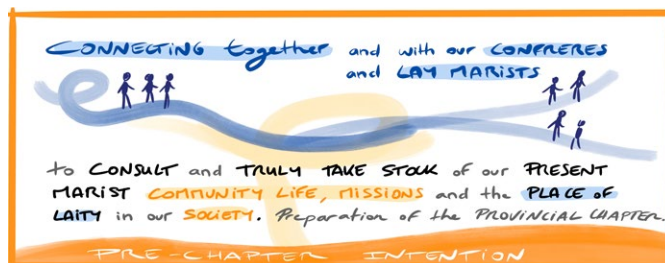 CONNECTING together and with our CONFRERES
and LAY MARISTS
to CONSULT and TRULY TAKE STOCK of our PRESENT
MARIST COMMUNITY LIFE, MISSIONS and the PLACE OF
LAITY in our SOCIETY. Preparation of the PROVINCIAL CHAPTER.
PRE-CHAPTER INTENTION